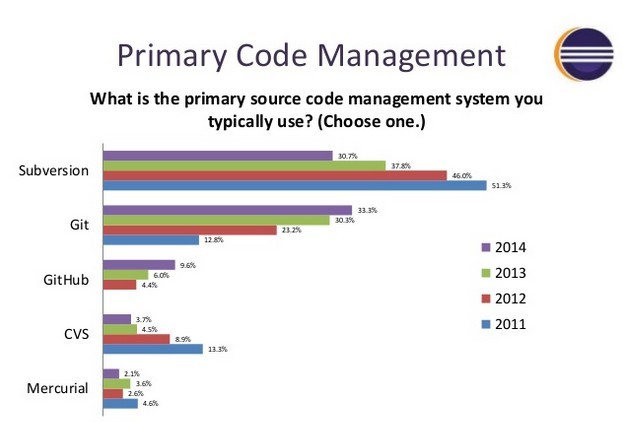 Primary Code Management
What is the primary source code management system you
typically use? (Choose one.)
Subversion
30.7%
37.8%
46.0%
51.3%
Git
33.3%
30.3%
23.2%
12.8%
GitHub
9.6%
6.0%
4.4%
CVS
3.7%
4.5%
8.9%
13.3%
Mercurial
2.1%
3.6%
2.6%
4.6%
2014
2013
2012
2011